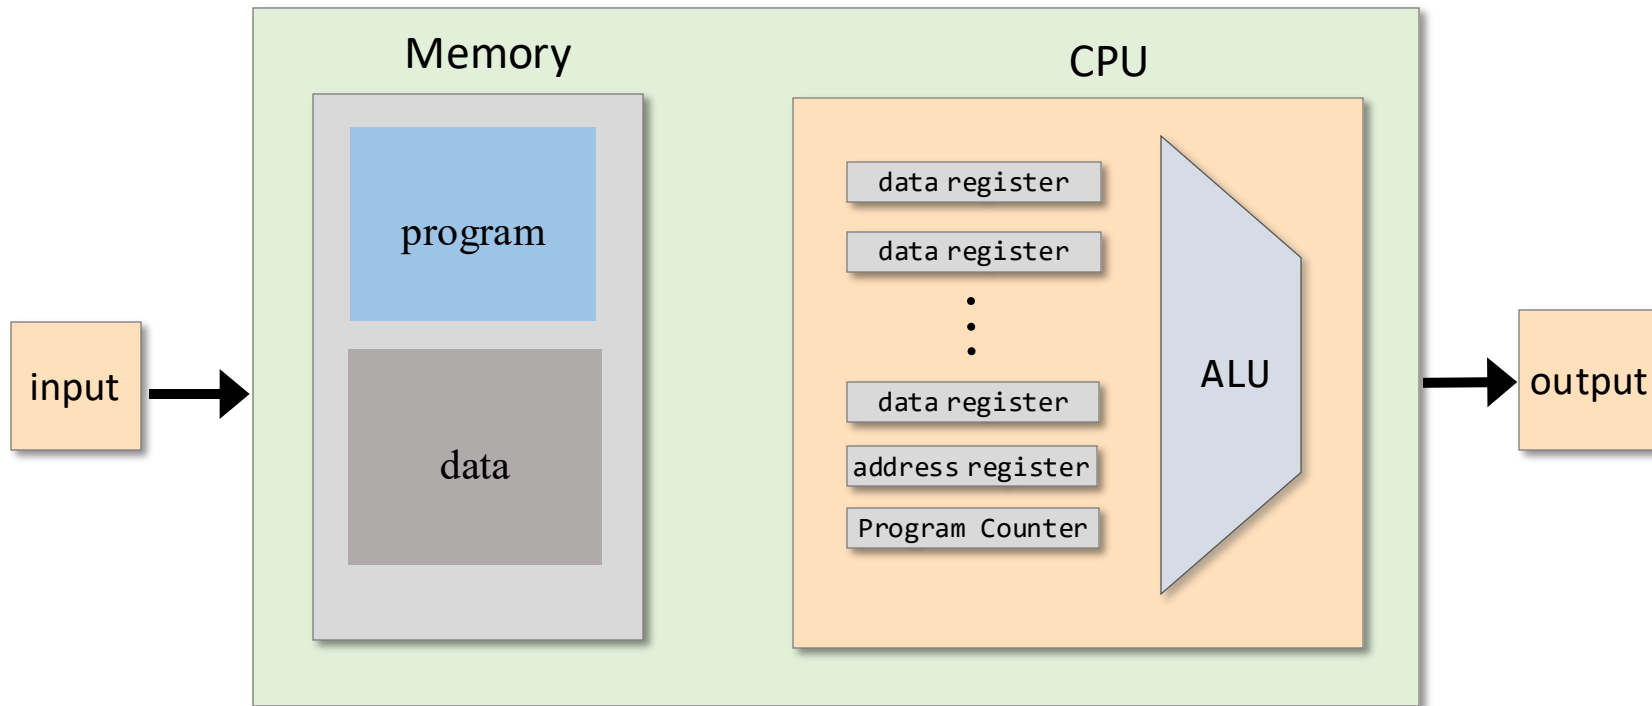 Memory
CPU
program
data
data register
data register
data register
address register
Program Counter
ALU
input
output